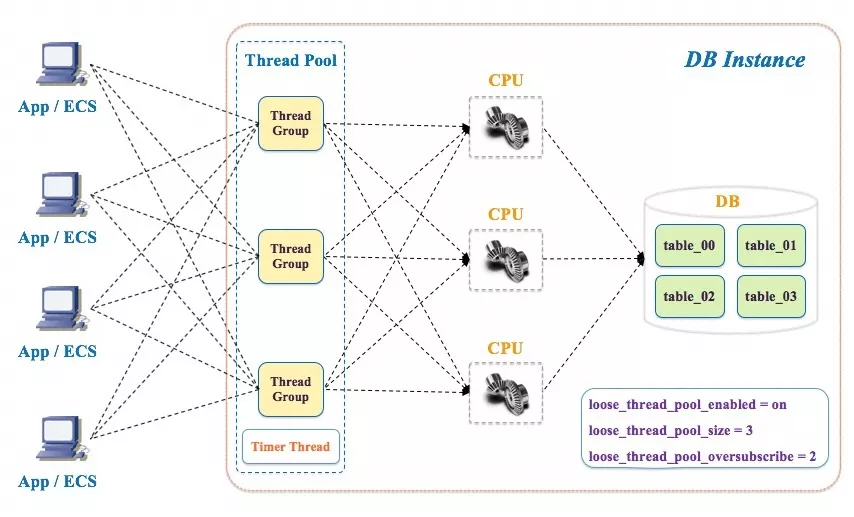 DB Instance
Thread Pool
App / ECS
App / ECS
App / ECS
App / ECS
Thread
Group
Thread
Group
Thread
Group
Timer Thread
CPU
CPU
CPU
DB
table_00 table_01
table_02 table_03
loose_thread_pool_enabled = on
loose_thread_pool_size = 3
loose_thread_pool_oversubscribe = 2